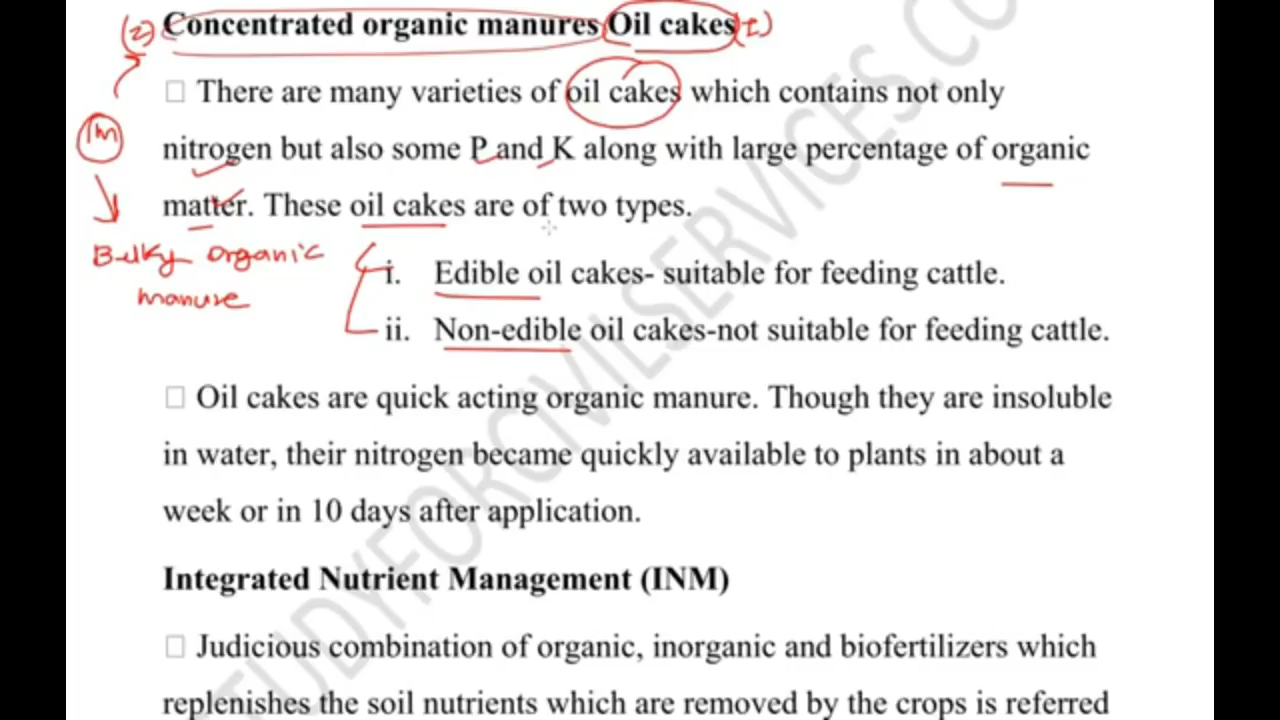 (2) Concentrated organic manures Oil cakes (1)
□ There are many varieties of oil cakes which contains not only
nitrogen but also some P and K along with large percentage of organic
matter. These oil cakes are of two types.
Bulky organic
manure
i. Edible oil cakes- suitable for feeding cattle.
ii. Non-edible oil cakes-not suitable for feeding cattle.
□ Oil cakes are quick acting organic manure. Though they are insoluble
in water, their nitrogen became quickly available to plants in about a
week or in 10 days after application.
Integrated Nutrient Management (INM)
□ Judicious combination of organic, inorganic and biofertilizers which
replenishes the soil nutrients which are removed by the crops is referred
STUDYFORCIVILSERVICES.CO